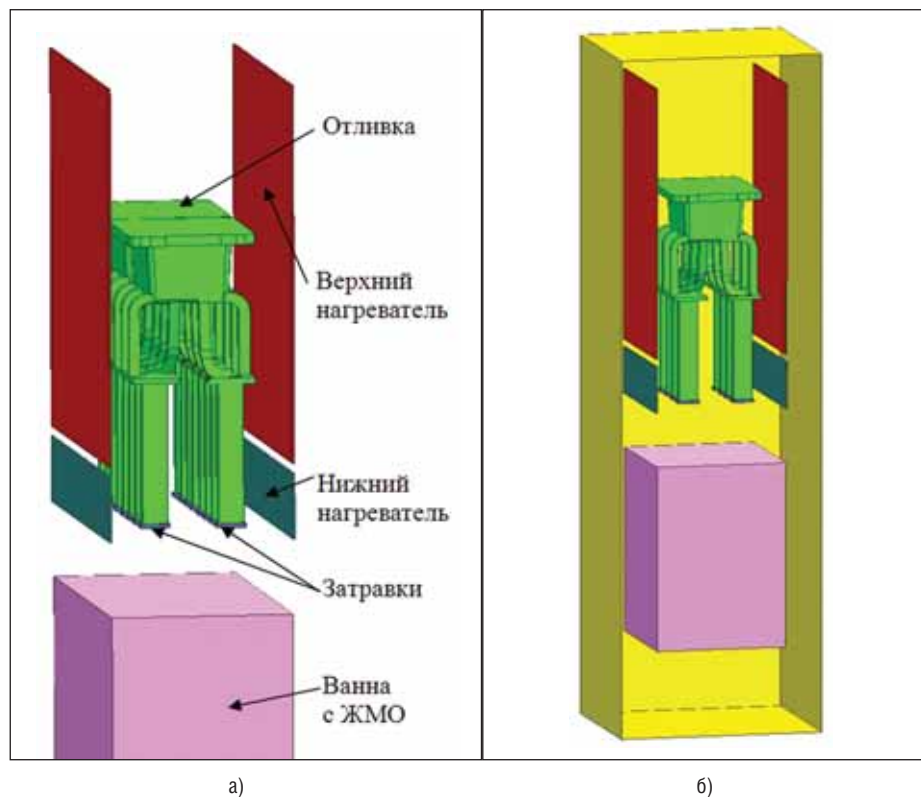 Отливка
Верхний
нагреватель
Нижний
нагреватель
Затравки
Ванна
с ЖМО
а)
б)